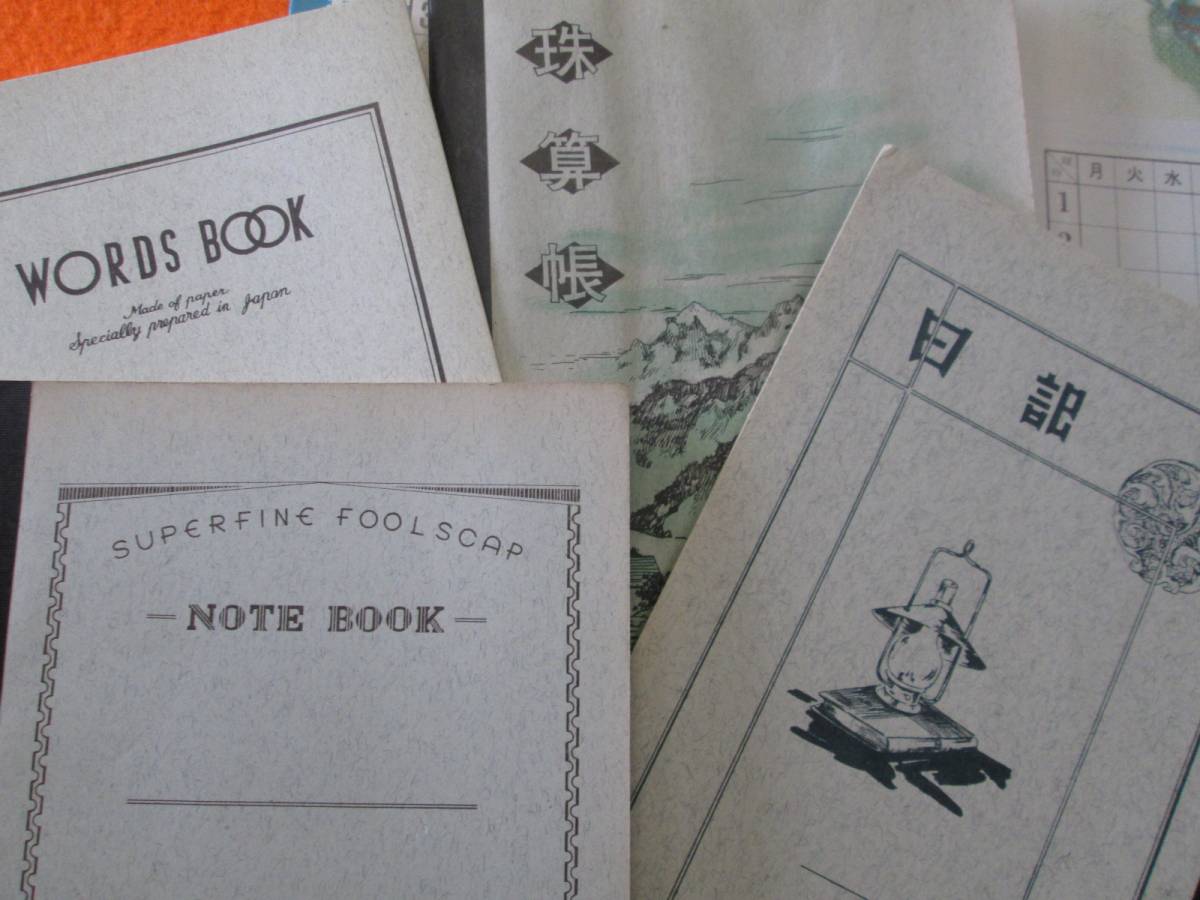 WORDS BOOK
Made of paper
Specially prepared in Japan
珠
算
帳
月 火 水
1
SUPERFINE FOOLSCAP
NOTE BOOK
日記